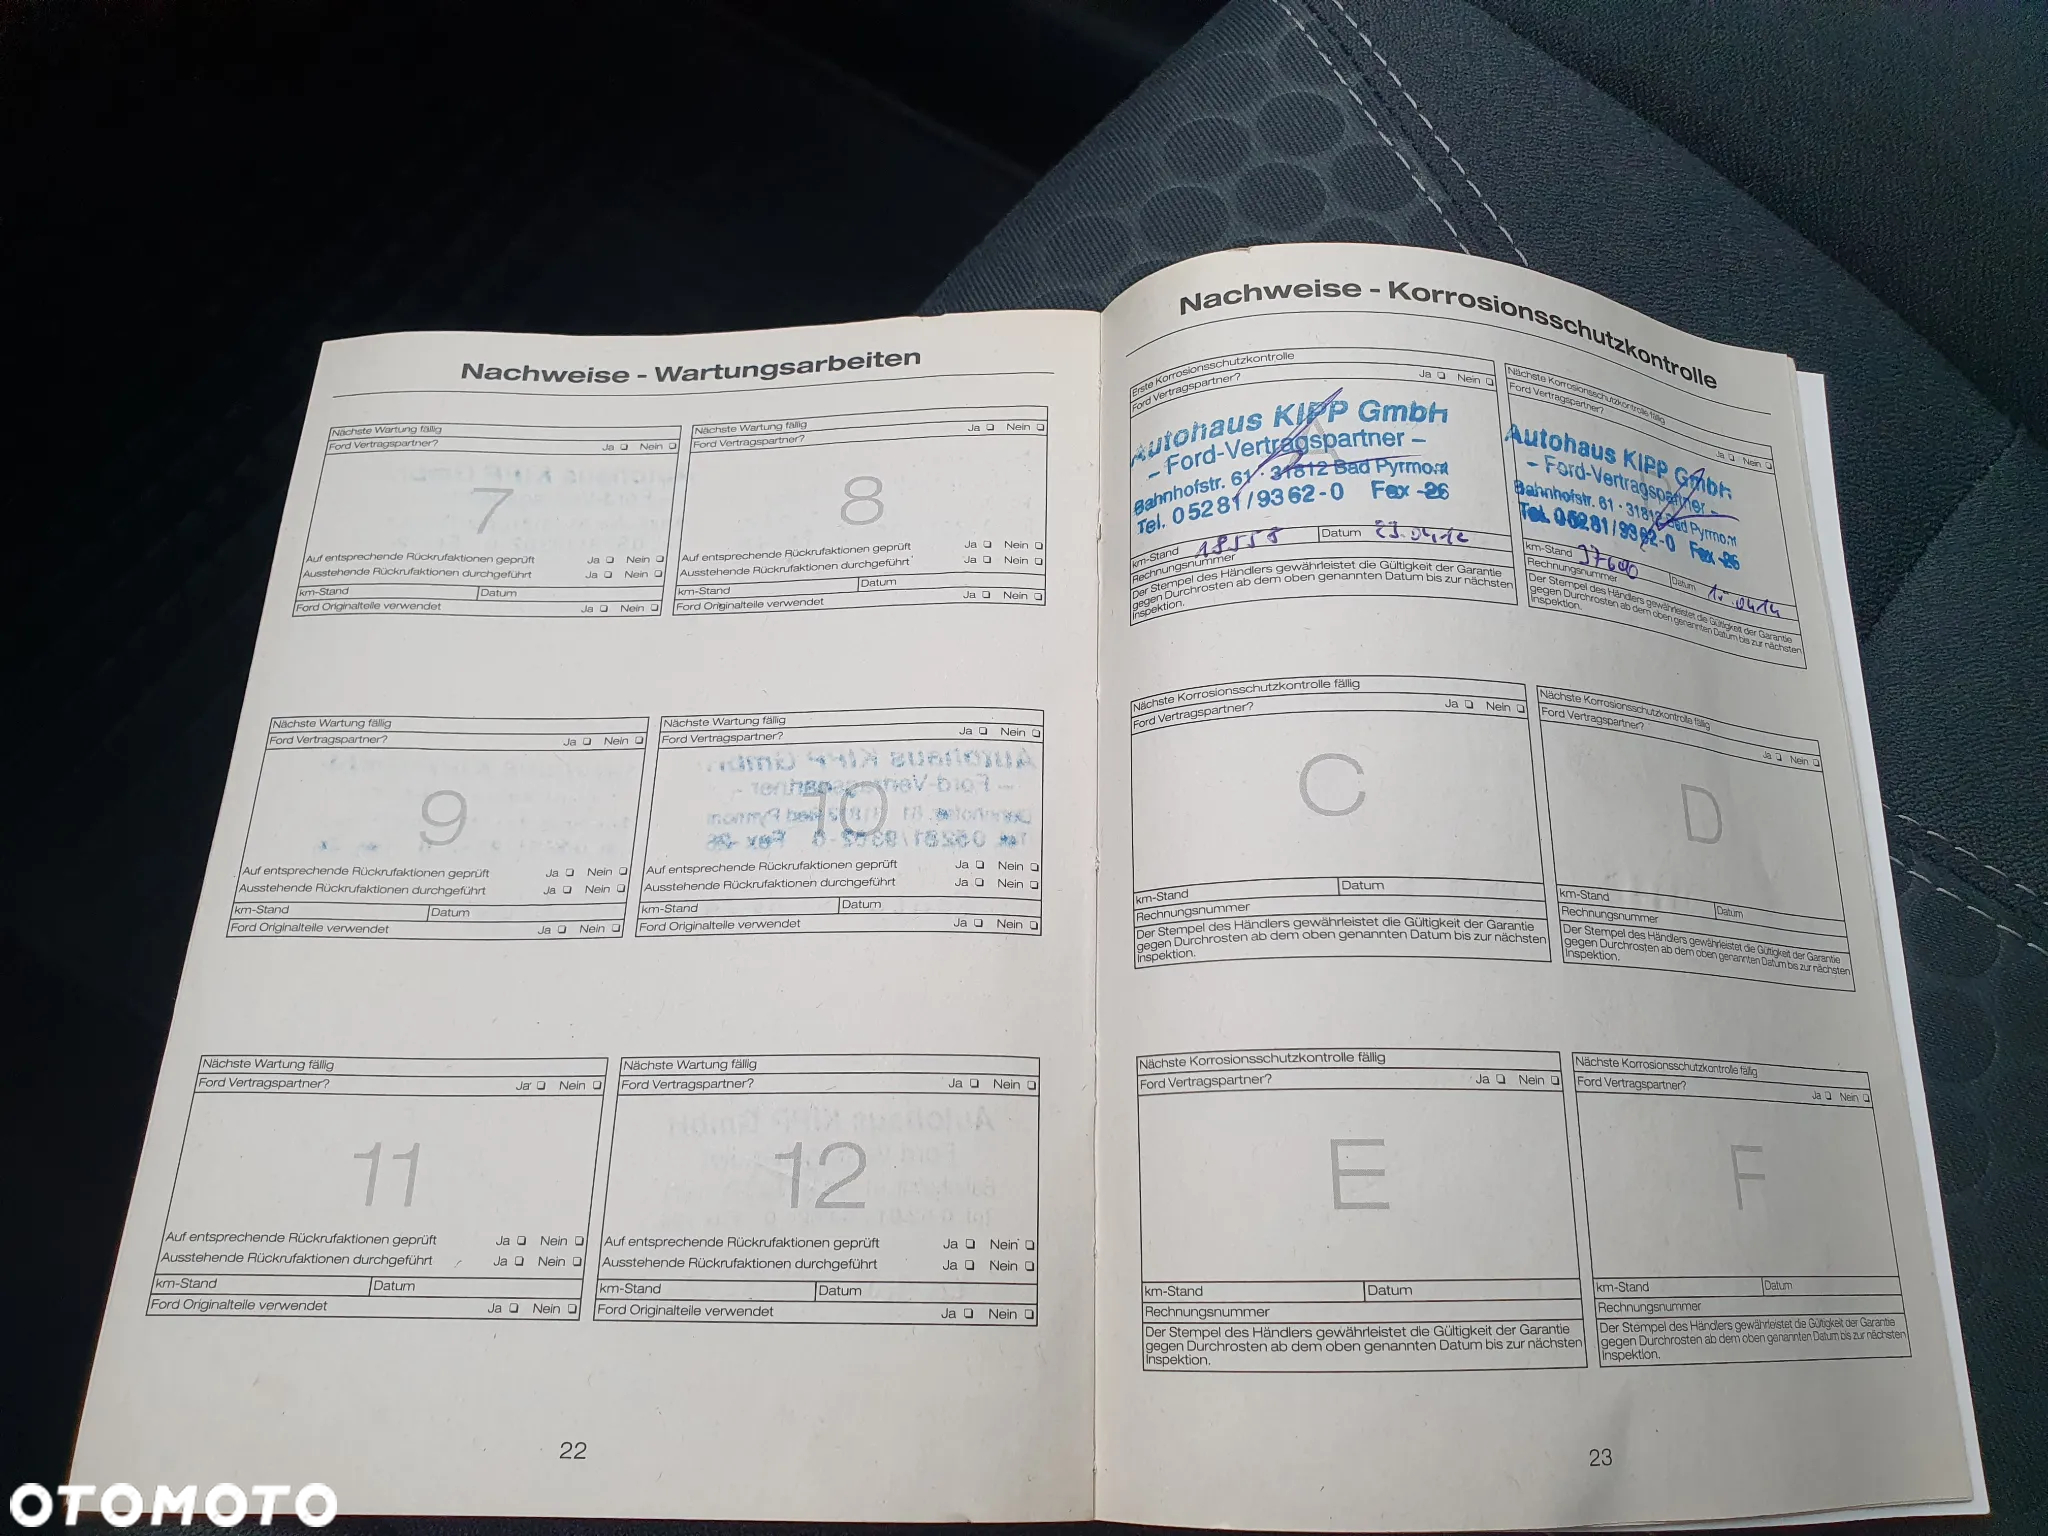 Nachweise - Wartungsarbeiten
Nächste Wartung fällig
Ford Vertragspartner? Ja Nein
7
Auf entsprechende Rückrufaktionen geprüft Ja Nein
Ausstehende Rückrufaktionen durchgeführt Ja Nein
km-Stand Datum
Ford Originalteile verwendet Ja Nein
Nächste Wartung fällig
Ford Vertragspartner? Ja Nein
8
Auf entsprechende Rückrufaktionen geprüft Ja Nein
Ausstehende Rückrufaktionen durchgeführt Ja Nein
km-Stand Datum
Ford Originalteile verwendet Ja Nein
Nächste Wartung fällig
Ford Vertragspartner? Ja Nein
9
Auf entsprechende Rückrufaktionen geprüft Ja Nein
Ausstehende Rückrufaktionen durchgeführt Ja Nein
km-Stand Datum
Ford Originalteile verwendet Ja Nein
Nächste Wartung fällig
Ford Vertragspartner? Ja Nein
10
Auf entsprechende Rückrufaktionen geprüft Ja Nein
Ausstehende Rückrufaktionen durchgeführt Ja Nein
km-Stand Datum
Ford Originalteile verwendet Ja Nein
Nächste Wartung fällig
Ford Vertragspartner? Ja Nein
11
Auf entsprechende Rückrufaktionen geprüft Ja Nein
Ausstehende Rückrufaktionen durchgeführt Ja Nein
km-Stand Datum
Ford Originalteile verwendet Ja Nein
Nächste Wartung fällig
Ford Vertragspartner? Ja Nein
12
Auf entsprechende Rückrufaktionen geprüft Ja Nein
Ausstehende Rückrufaktionen durchgeführt Ja Nein
km-Stand Datum
Ford Originalteile verwendet Ja Nein
22
Nachweise - Korrosionsschutzkontrolle
Erste Korrosionsschutzkontrolle
Ford Vertragspartner? Ja Nein
A
Autohaus KIPP Gmbh
- Ford-Vertragspartner -
Bahnhofstr. 61 · 31812 Bad Pyrmont
Tel. 05281/9362-0 Fax -26
km-Stand Datum 23.04.12
Rechnungsnummer
Der Stempel des Händlers gewährleistet die Gültigkeit der Garantie
gegen Durchrosten ab dem oben genannten Datum bis zur nächsten
Inspektion.
Nächste Korrosionsschutzkontrolle fällig
Ford Vertragspartner? Ja Nein
Autohaus KIPP Gmbh
- Ford-Vertragspartner -
Bahnhofstr. 61 · 31812 Bad Pyrmont
Tel. 05281/9362-0 Fax -26
km-Stand 37690 Datum
Rechnungsnummer
Der Stempel des Händlers gewährleistet die Gültigkeit der Garantie
gegen Durchrosten ab dem oben genannten Datum bis zur nächsten
Inspektion.
Nächste Korrosionsschutzkontrolle fällig
Ford Vertragspartner? Ja Nein
C
km-Stand Datum
Rechnungsnummer
Der Stempel des Händlers gewährleistet die Gültigkeit der Garantie
gegen Durchrosten ab dem oben genannten Datum bis zur nächsten
Inspektion.
Nächste Korrosionsschutzkontrolle fällig
Ford Vertragspartner? Ja Nein
D
km-Stand Datum
Rechnungsnummer
Der Stempel des Händlers gewährleistet die Gültigkeit der Garantie
gegen Durchrosten ab dem oben genannten Datum bis zur nächsten
Inspektion.
Nächste Korrosionsschutzkontrolle fällig
Ford Vertragspartner? Ja Nein
E
km-Stand Datum
Rechnungsnummer
Der Stempel des Händlers gewährleistet die Gültigkeit der Garantie
gegen Durchrosten ab dem oben genannten Datum bis zur nächsten
Inspektion.
Nächste Korrosionsschutzkontrolle fällig
Ford Vertragspartner? Ja Nein
F
km-Stand Datum
Rechnungsnummer
Der Stempel des Händlers gewährleistet die Gültigkeit der Garantie
gegen Durchrosten ab dem oben genannten Datum bis zur nächsten
Inspektion.
23
OTOMOTO